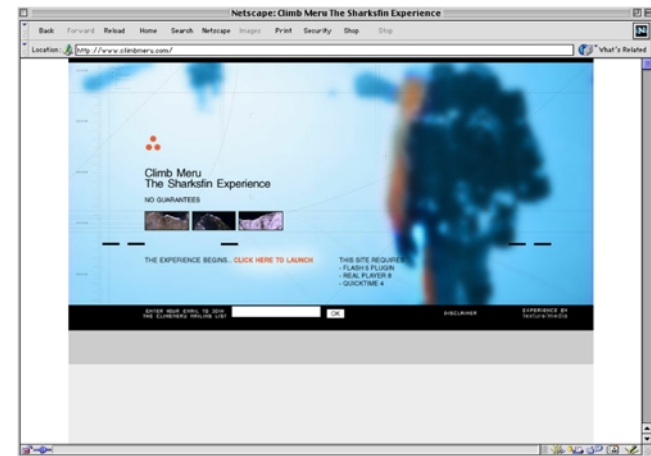 Netscape: Climb Meru The Sharksfin Experience
Back Forward Reload Home Search Netscape Images Print Security Shop Stop
Location: http://www.climbmeru.com/ What's Related
Climb Meru
The Sharksfin Experience
NO GUARANTEES
THE EXPERIENCE BEGINS... CLICK HERE TO LAUNCH
THIS SITE REQUIRES
- FLASH 5 PLUGIN
- REAL PLAYER 8
- QUICKTIME 4
ENTER YOUR EMAIL TO JOIN
THE CLIMBMERU MAILING LIST
OK
DISCLAIMER
EXPERIENCE BY
texture/media